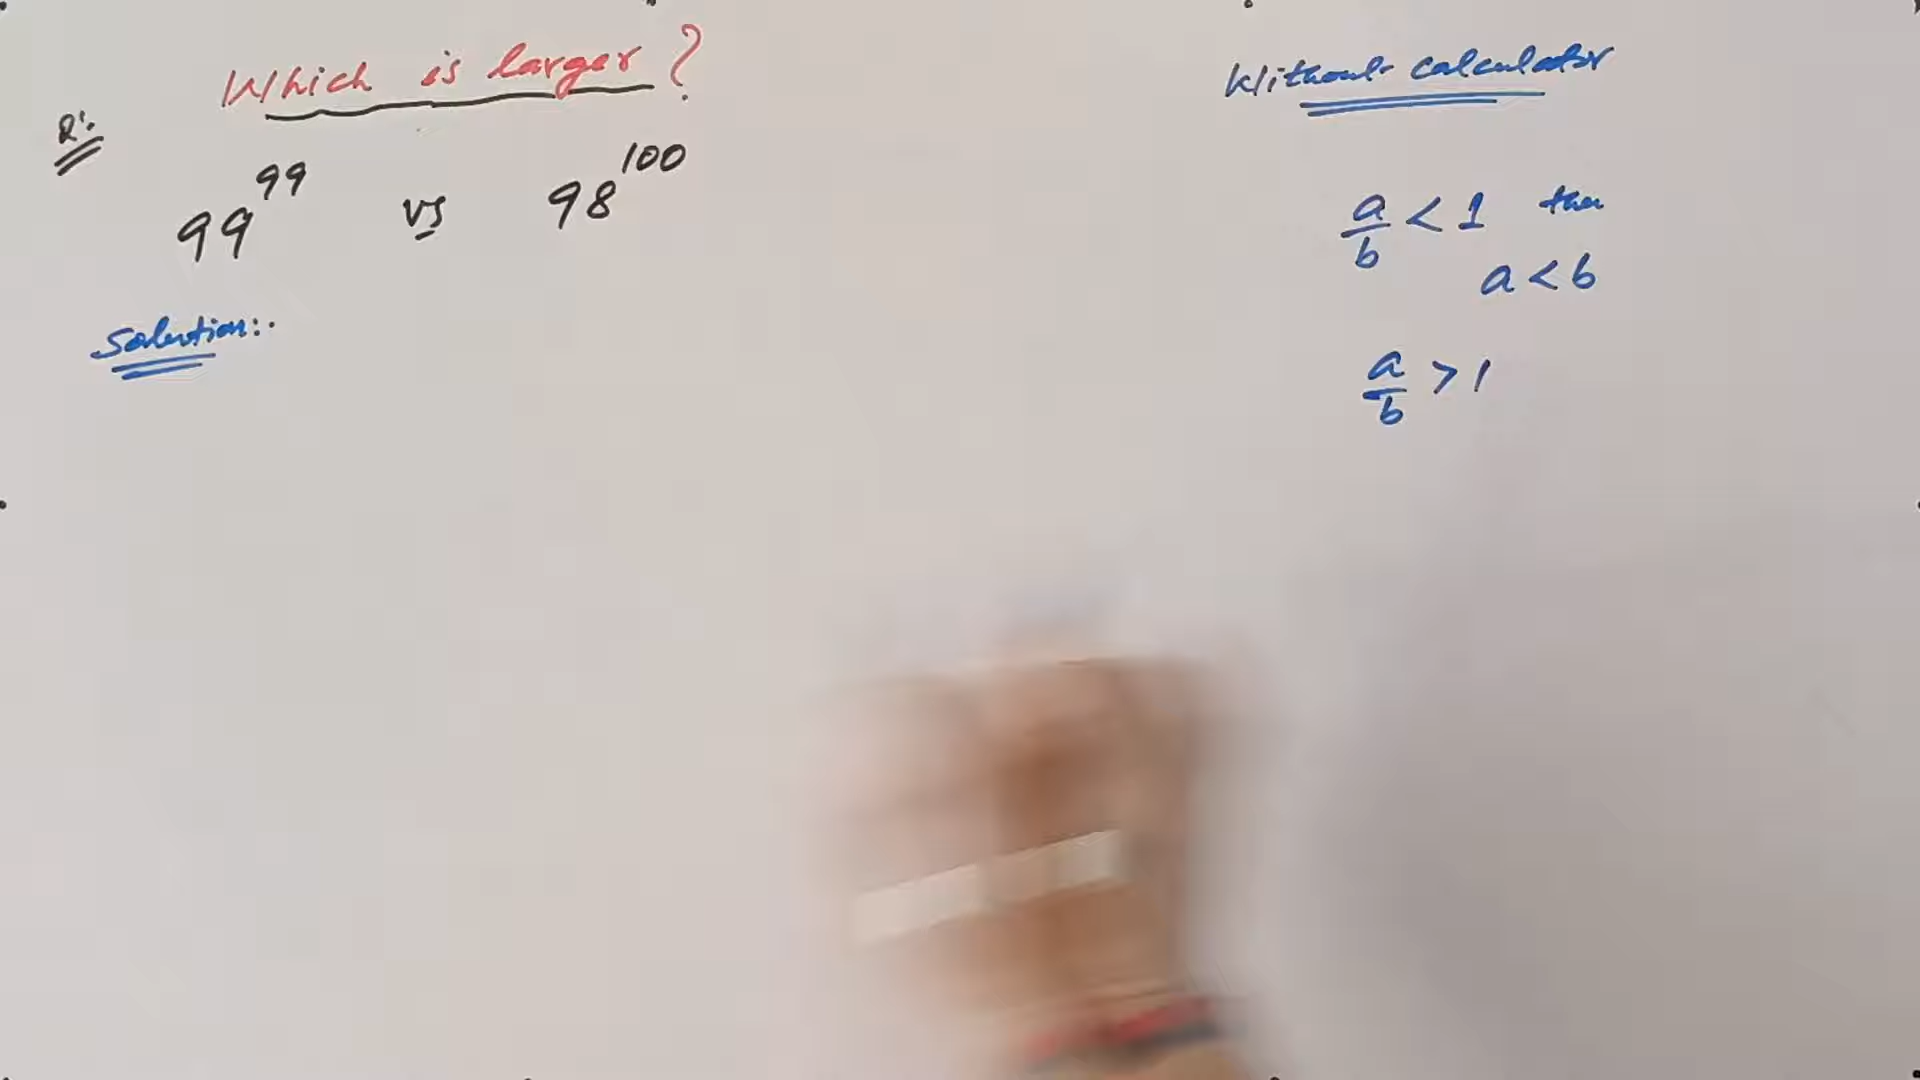 Which is larger?
Q:
99^99 vs 98^100
Solution:
Without calculator
a/b < 1 then
a < b
a/b > 1